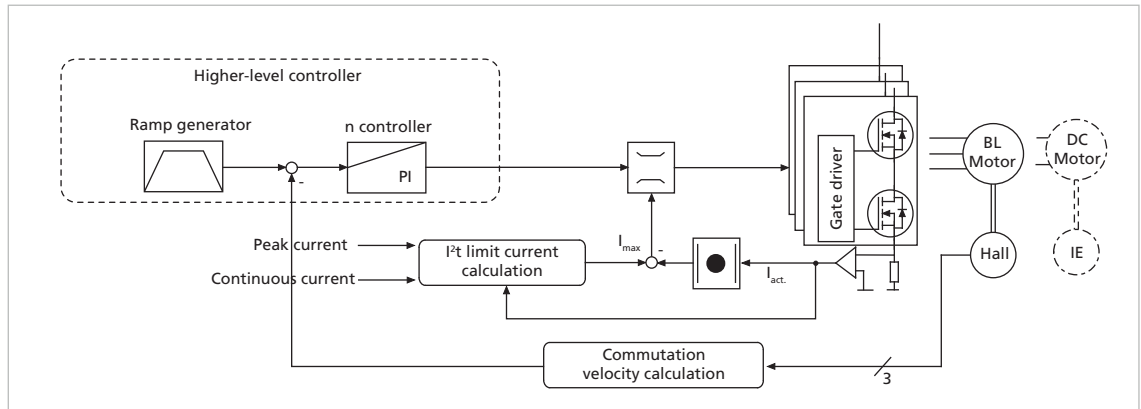 Higher-level controller
Ramp generator
n controller
PI
-
Gate driver
BL
Motor
DC
Motor
Hall
IE
Peak current
Continuous current
I²t limit current
calculation
Imax
-
Iact.
Commutation
velocity calculation
3